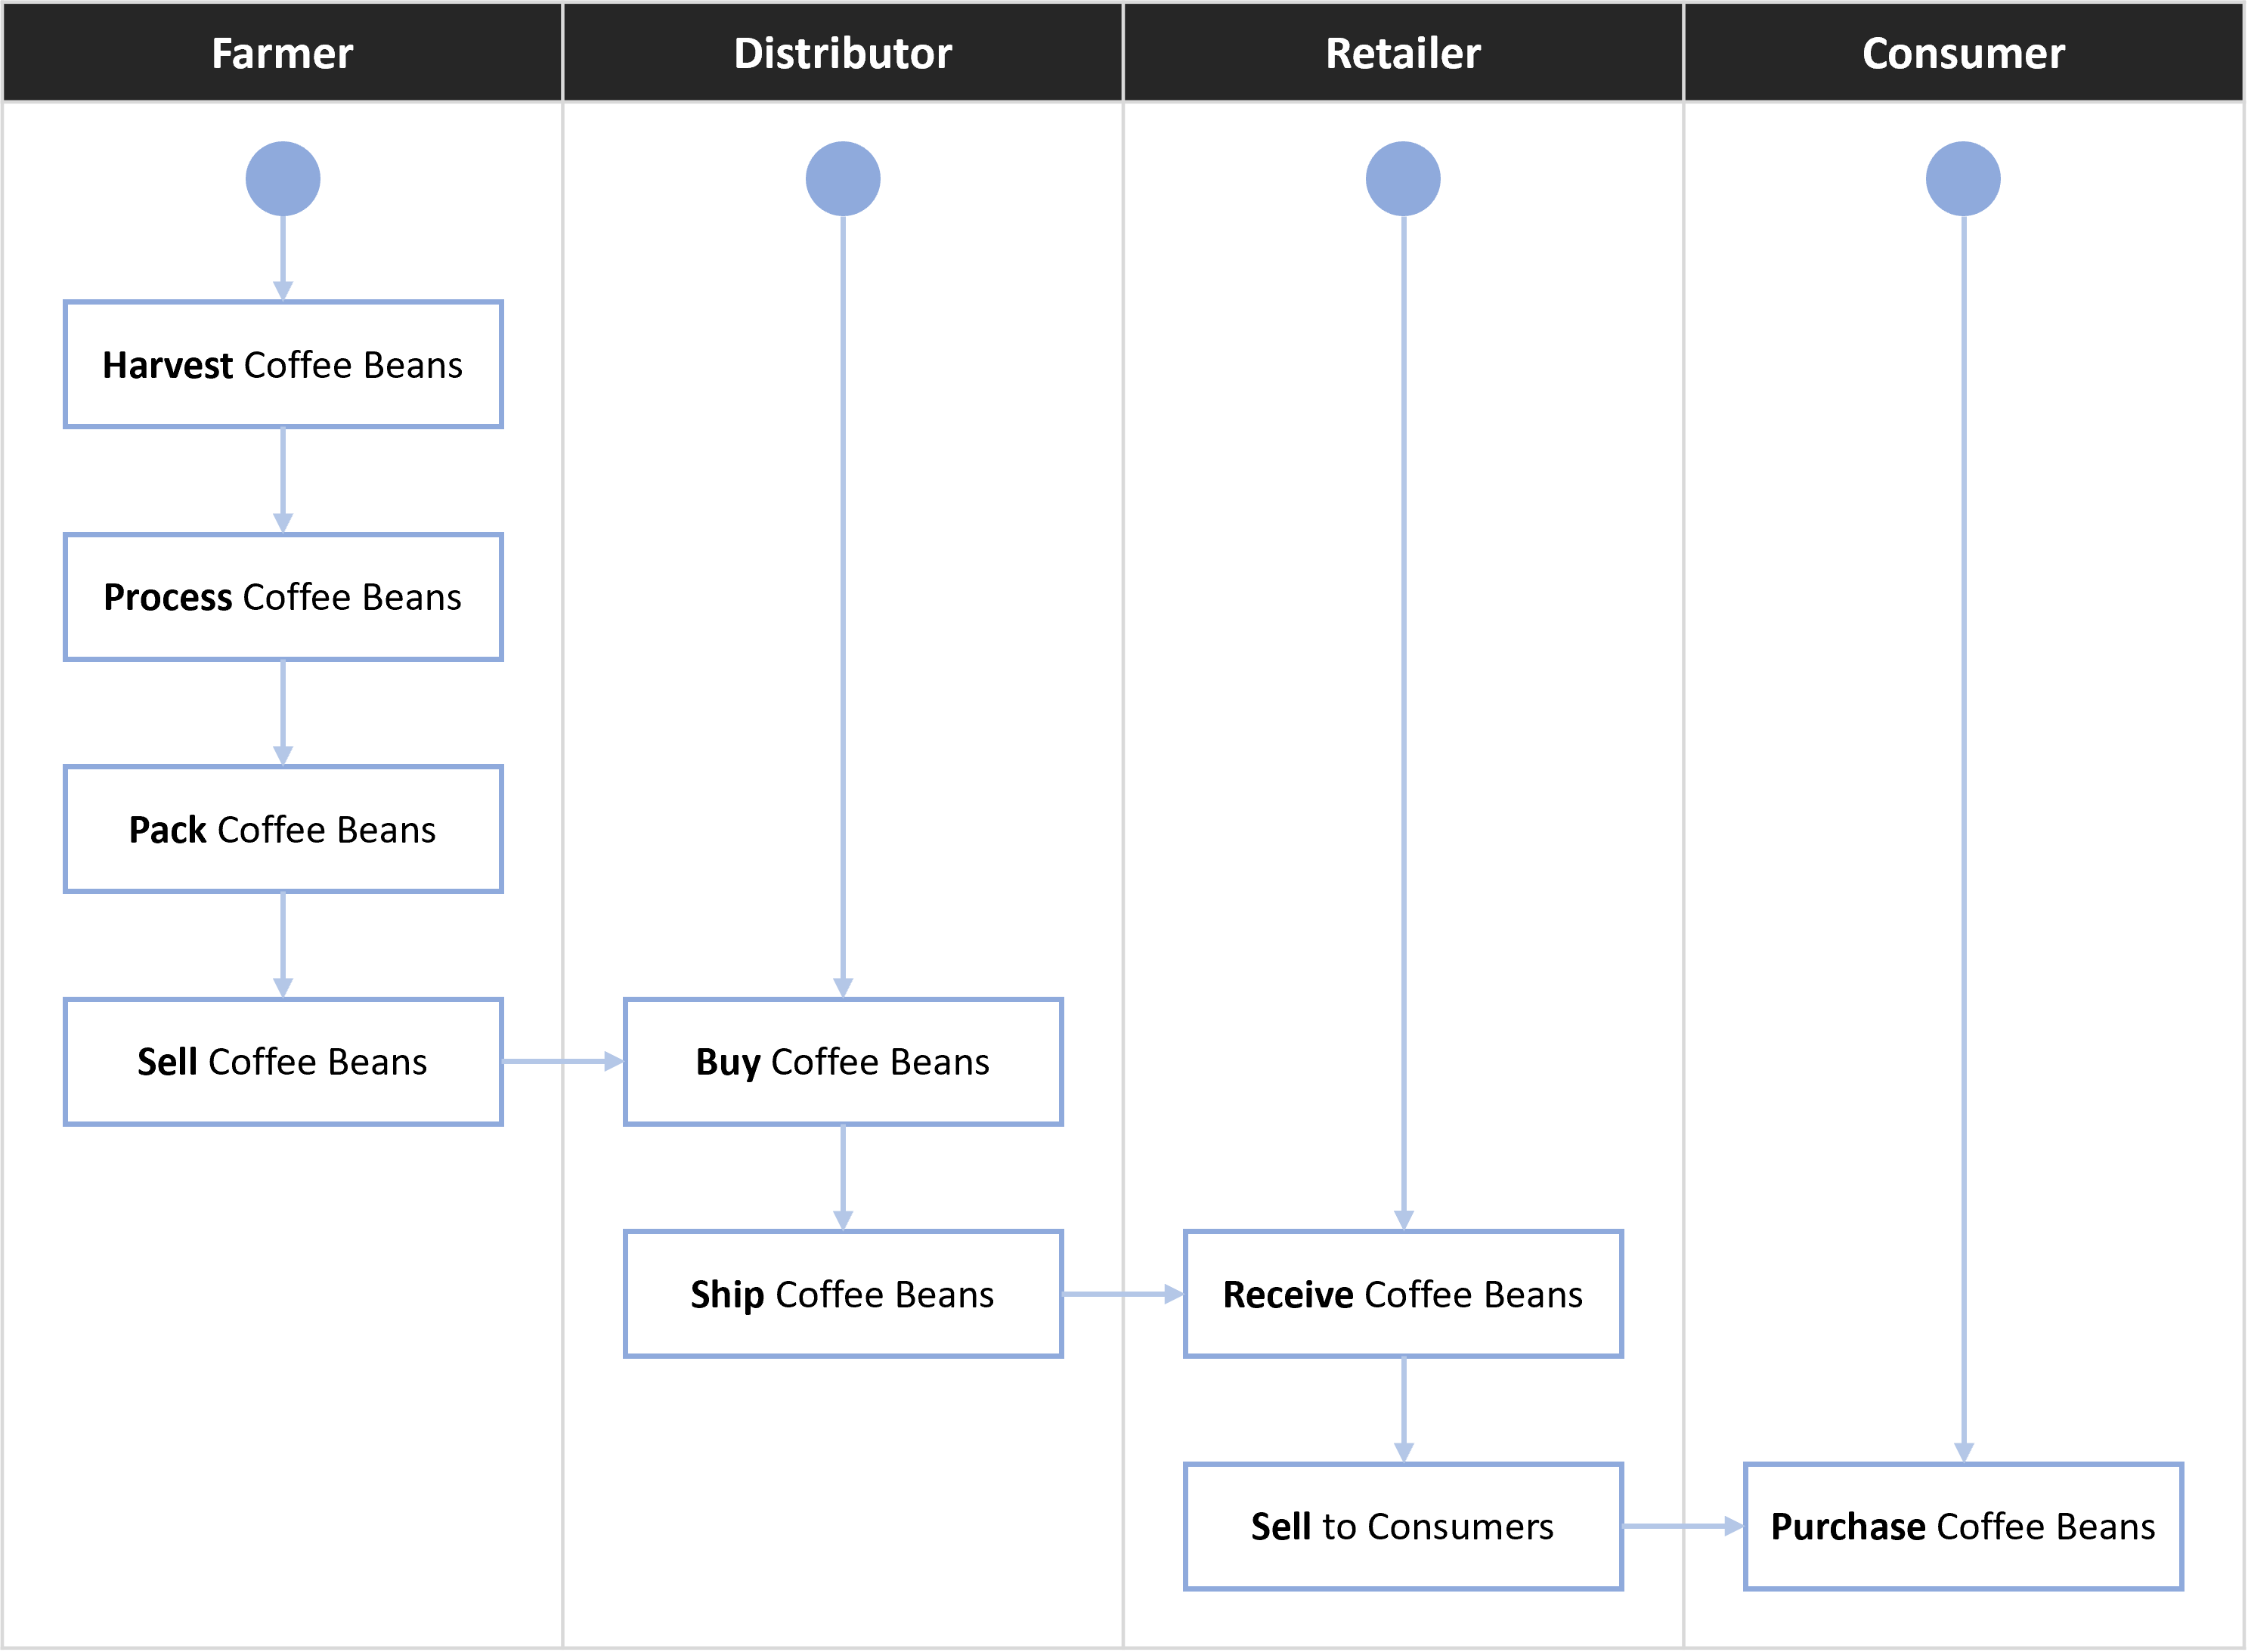 Farmer
Distributor
Retailer
Consumer
Harvest Coffee Beans
Process Coffee Beans
Pack Coffee Beans
Sell Coffee Beans
Buy Coffee Beans
Ship Coffee Beans
Receive Coffee Beans
Sell to Consumers
Purchase Coffee Beans